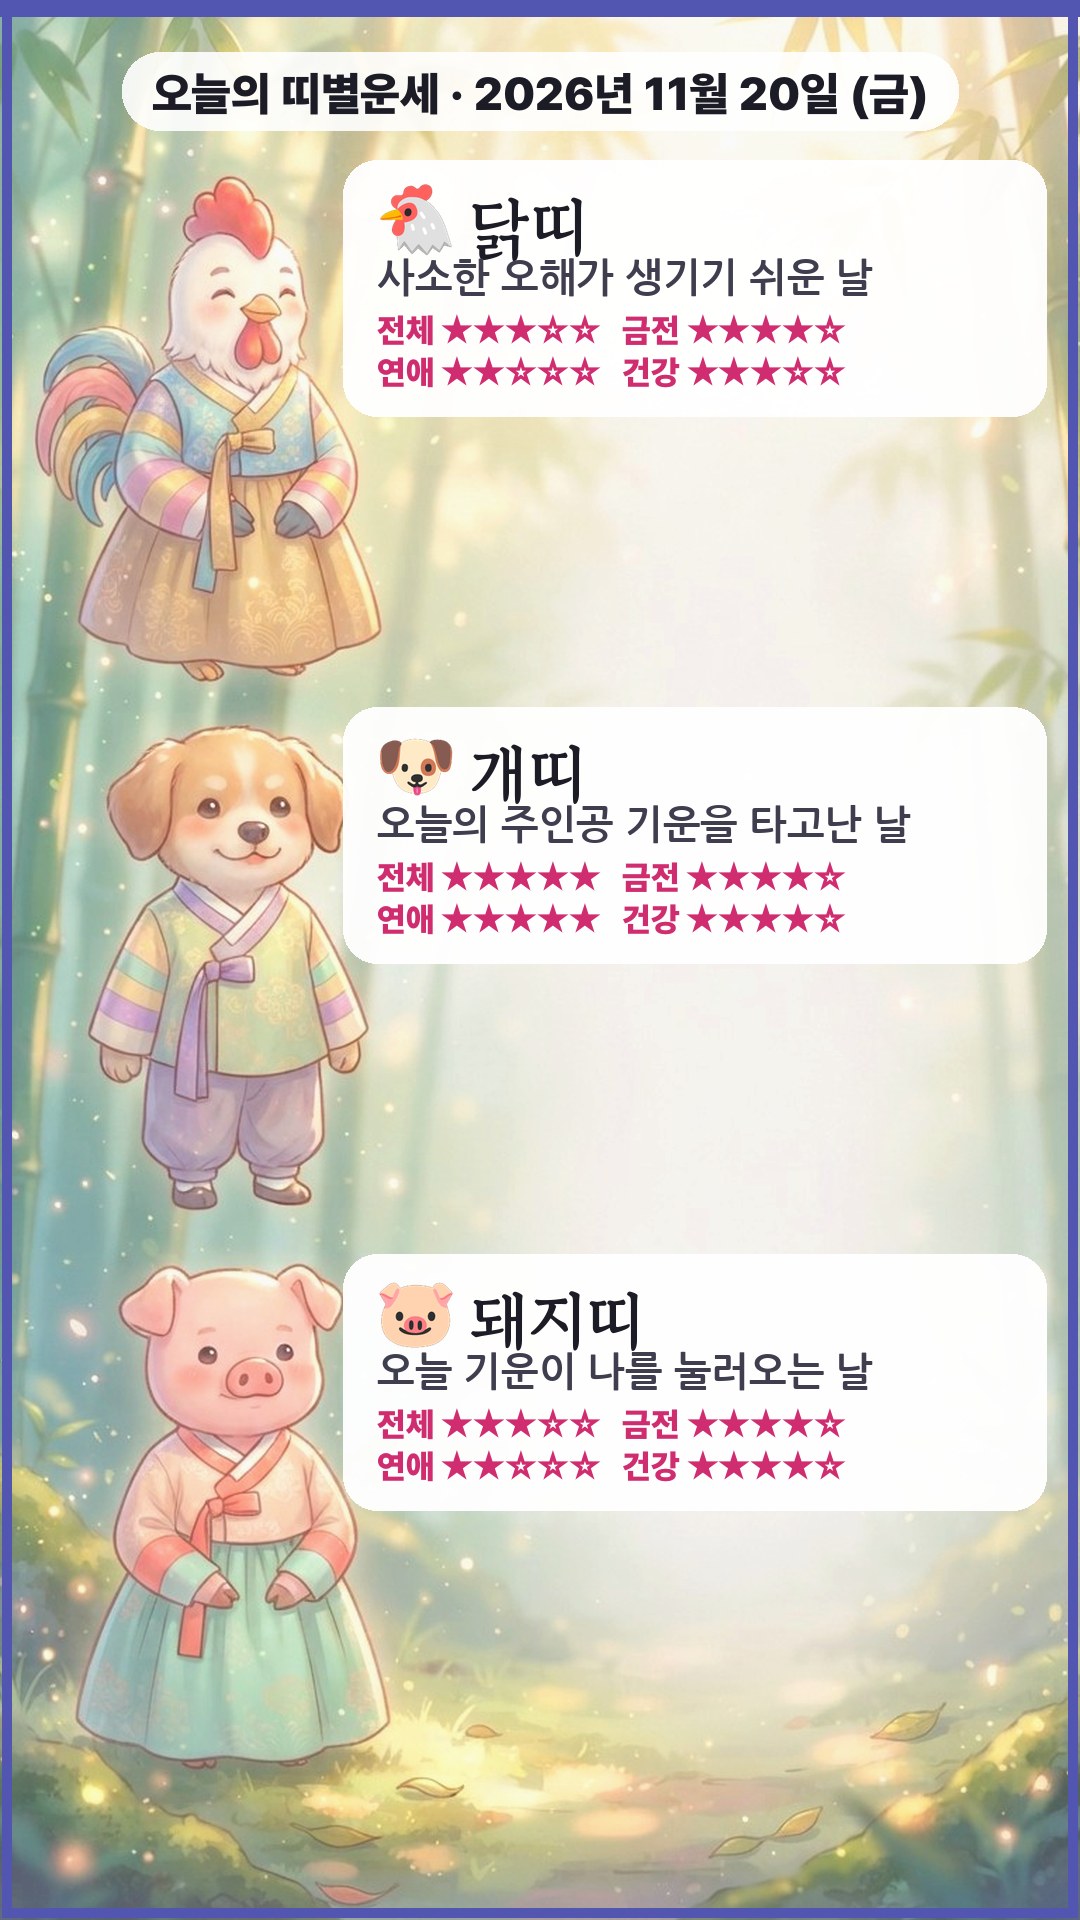 오늘의 띠별운세 · 2026년 11월 20일 (금)
🐔 닭띠
사소한 오해가 생기기 쉬운 날
전체 ★★★☆☆ 금전 ★★★★☆
연애 ★★☆☆☆ 건강 ★★★☆☆
🐶 개띠
오늘의 주인공 기운을 타고난 날
전체 ★★★★★ 금전 ★★★★☆
연애 ★★★★★ 건강 ★★★★☆
🐷 돼지띠
오늘 기운이 나를 눌러오는 날
전체 ★★★☆☆ 금전 ★★★★☆
연애 ★★☆☆☆ 건강 ★★★★☆